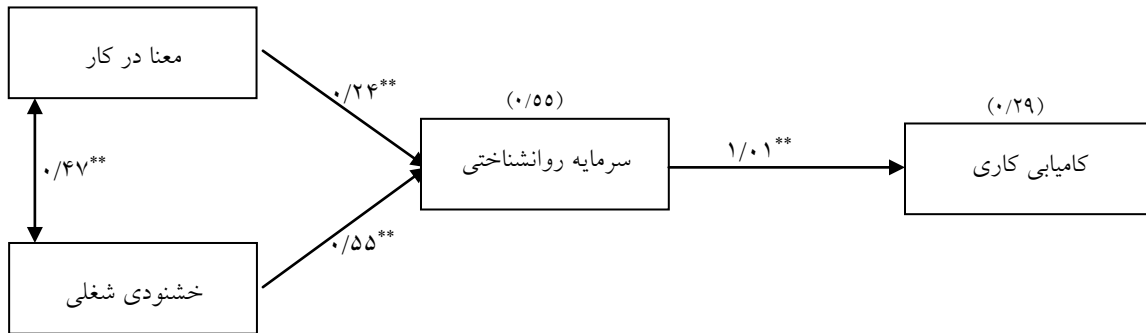 معنا در کار
۰/۲۴**
(۰/۵۵)
(۰/۲۹)
۰/۴۷**
سرمایه روانشناختی
۱/۰۱**
کامیابی کاری
۰/۵۵**
خشنودی شغلی